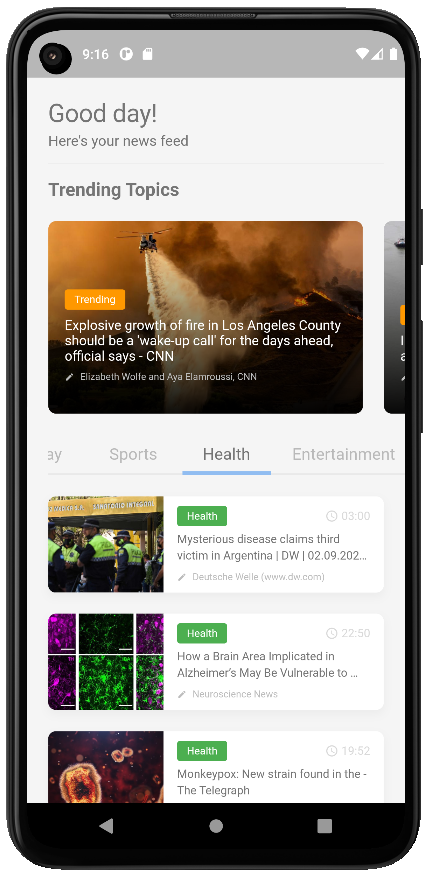 9:16
Good day!
Here's your news feed
Trending Topics
Trending
Explosive growth of fire in Los Angeles County
should be a 'wake-up call' for the days ahead,
official says - CNN
Elizabeth Wolfe and Aya Elamroussi, CNN
ay Sports Health Entertainment
Health 03:00
Mysterious disease claims third
victim in Argentina | DW | 02.09.202...
Deutsche Welle (www.dw.com)
Health 22:50
How a Brain Area Implicated in
Alzheimer's May Be Vulnerable to ...
Neuroscience News
Health 19:52
Monkeypox: New strain found in the -
The Telegraph